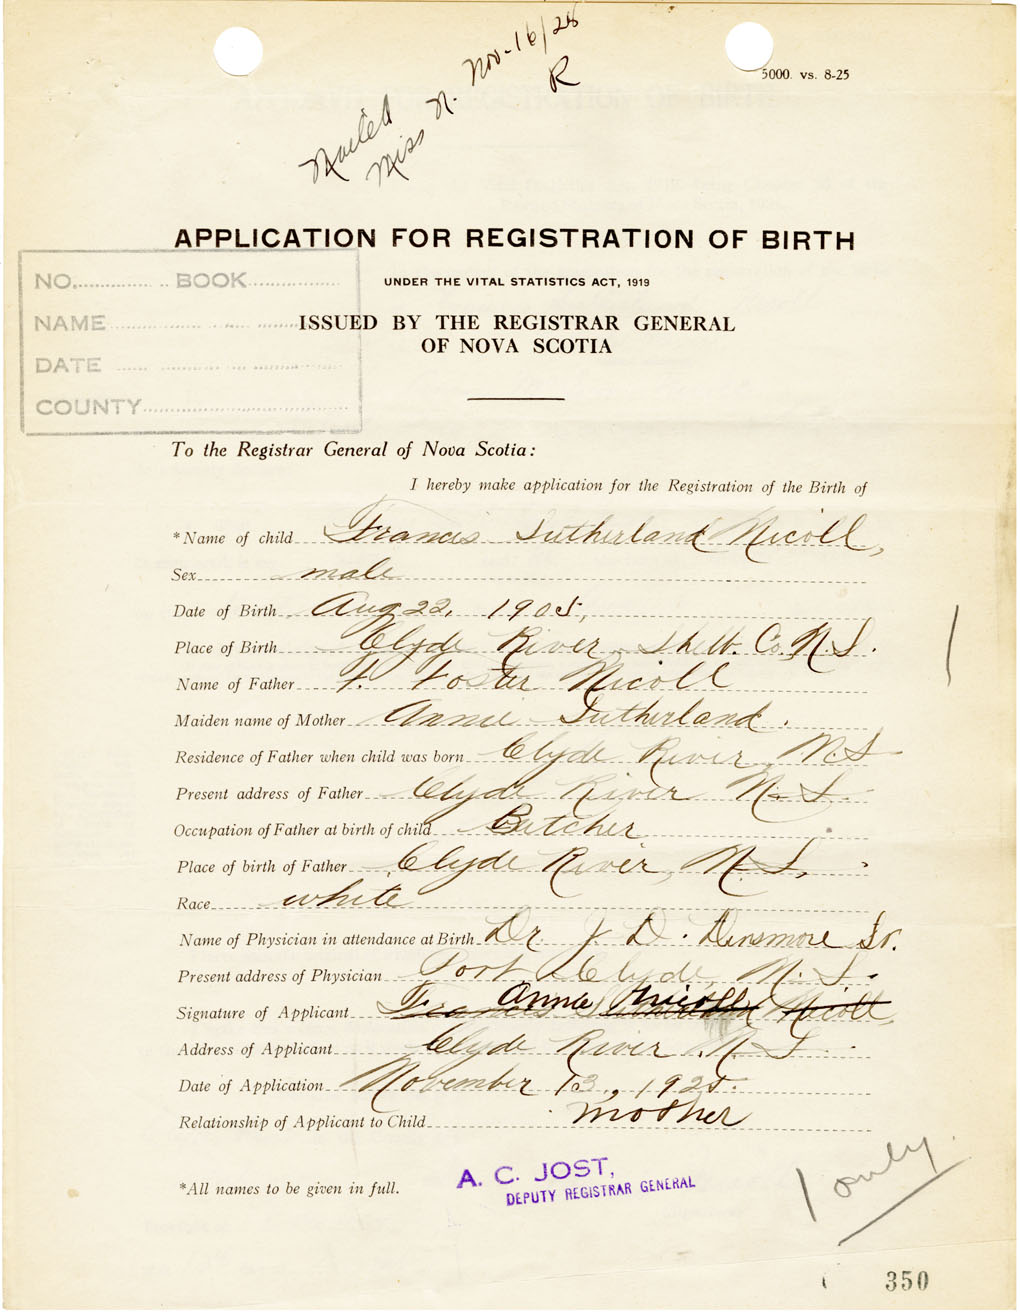 Mailed Nov-16/25
Miss N. R
5000. vs. 8-25
APPLICATION FOR REGISTRATION OF BIRTH
UNDER THE VITAL STATISTICS ACT, 1919
ISSUED BY THE REGISTRAR GENERAL
OF NOVA SCOTIA
NO. BOOK
NAME
DATE
COUNTY
To the Registrar General of Nova Scotia:
I hereby make application for the Registration of the Birth of
*Name of child Francis Sutherland Nicoll,
Sex male
Date of Birth Aug 22, 1905,
Place of Birth Clyde River, Shelb. Co. N.S.
Name of Father F. Foster Nicoll
Maiden name of Mother Annie Sutherland.
Residence of Father when child was born Clyde River, N.S
Present address of Father Clyde River N.S.
Occupation of Father at birth of child Butcher
Place of birth of Father Clyde River, N.S.
Race white
Name of Physician in attendance at Birth Dr. J. D. Densmore Sr.
Present address of Physician Port Clyde, N.S.
Signature of Applicant Francis Sutherland Nicoll Annie Nicoll
Address of Applicant Clyde River N.S.
Date of Application November 13, 1925.
Relationship of Applicant to Child mother
*All names to be given in full.
A. C. JOST,
DEPUTY REGISTRAR GENERAL
1 only
350